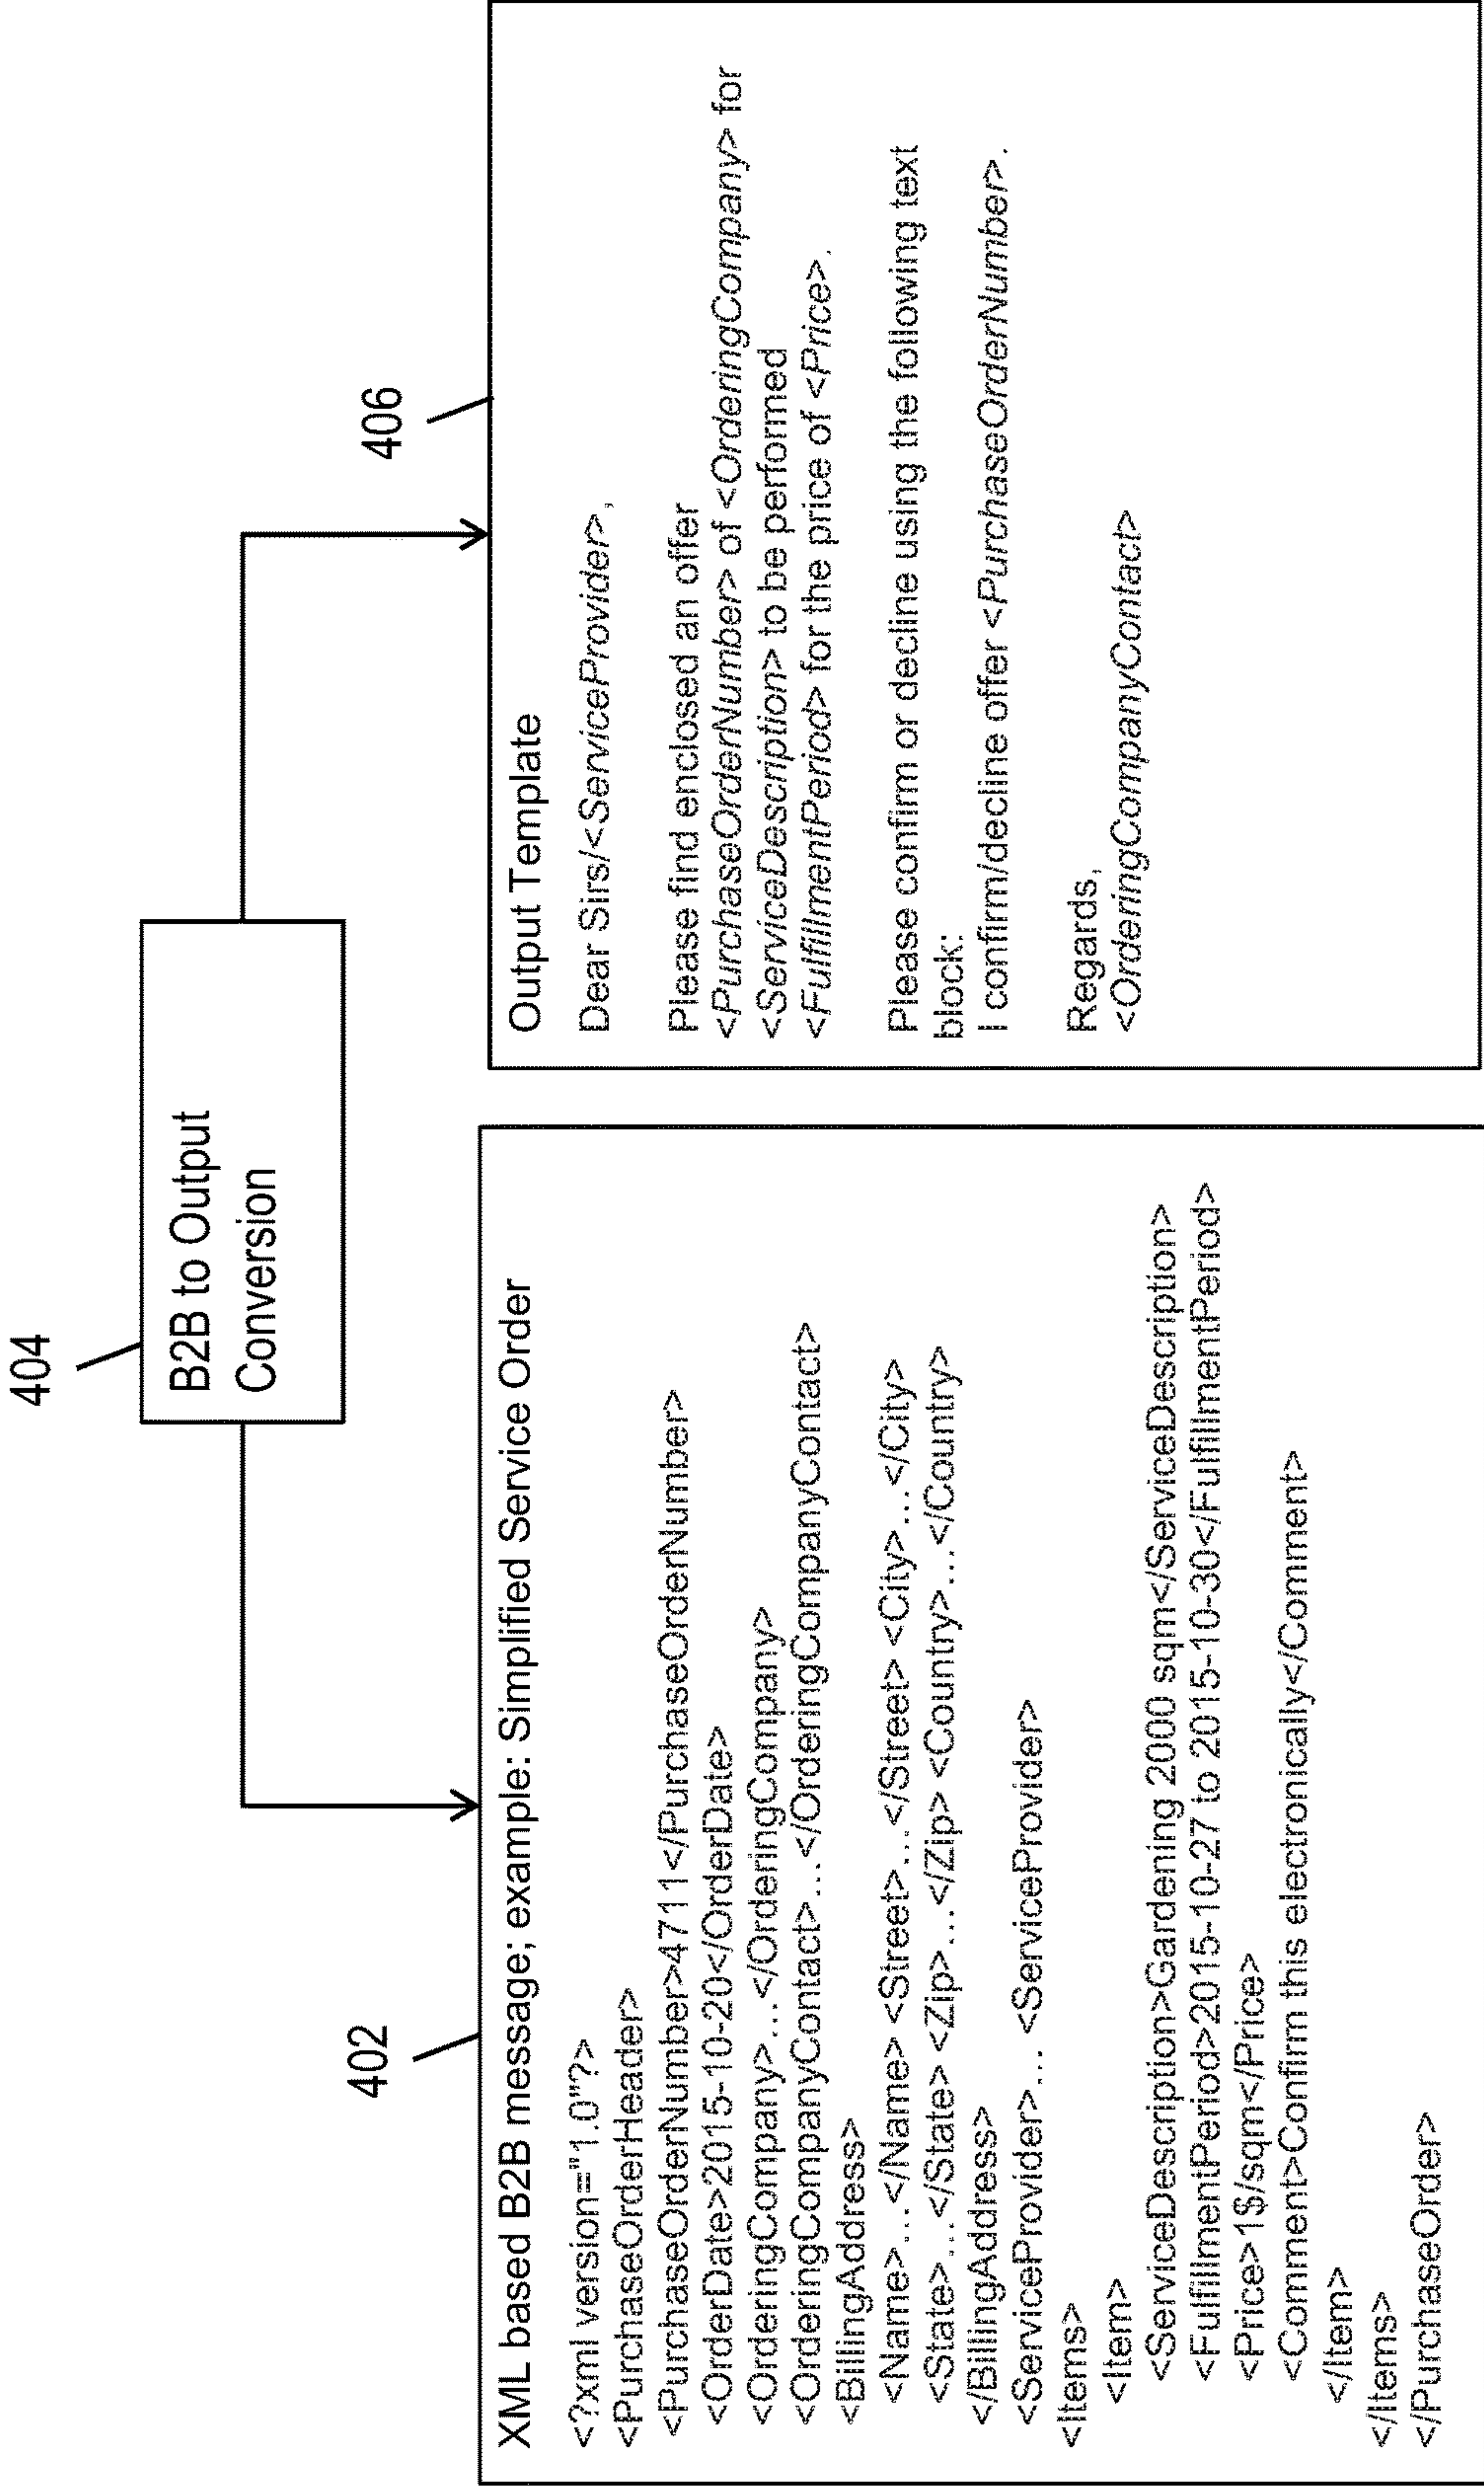 404
B2B to Output
Conversion
402
XML based B2B message; example: Simplified Service Order
<?xml version="1.0"?>
<PurchaseOrderHeader>
<PurchaseOrderNumber>4711</PurchaseOrderNumber>
<OrderDate>2015-10-20</OrderDate>
<OrderingCompany>...</OrderingCompany>
<OrderingCompanyContact>...</OrderingCompanyContact>
<BillingAddress>
<Name>...</Name> <Street>...</Street> <City>...</City>
<State>...</State> <Zip>...</Zip> <Country>...</Country>
</BillingAddress>
<ServiceProvider>... <ServiceProvider>
<Items>
<Item>
<ServiceDescription>Gardening 2000 sqm</ServiceDescription>
<FulfillmentPeriod>2015-10-27 to 2015-10-30</FulfillmentPeriod>
<Price>1$/sqm</Price>
<Comment>Confirm this electronically</Comment>
</Item>
</Items>
</PurchaseOrder>
406
Output Template
Dear Sirs/<ServiceProvider>,
Please find enclosed an offer
<PurchaseOrderNumber> of <OrderingCompany> for
<ServiceDescription> to be performed
<FulfillmentPeriod> for the price of <Price>.
Please confirm or decline using the following text
block:
I confirm/decline offer <PurchaseOrderNumber>.
Regards,
<OrderingCompanyContact>